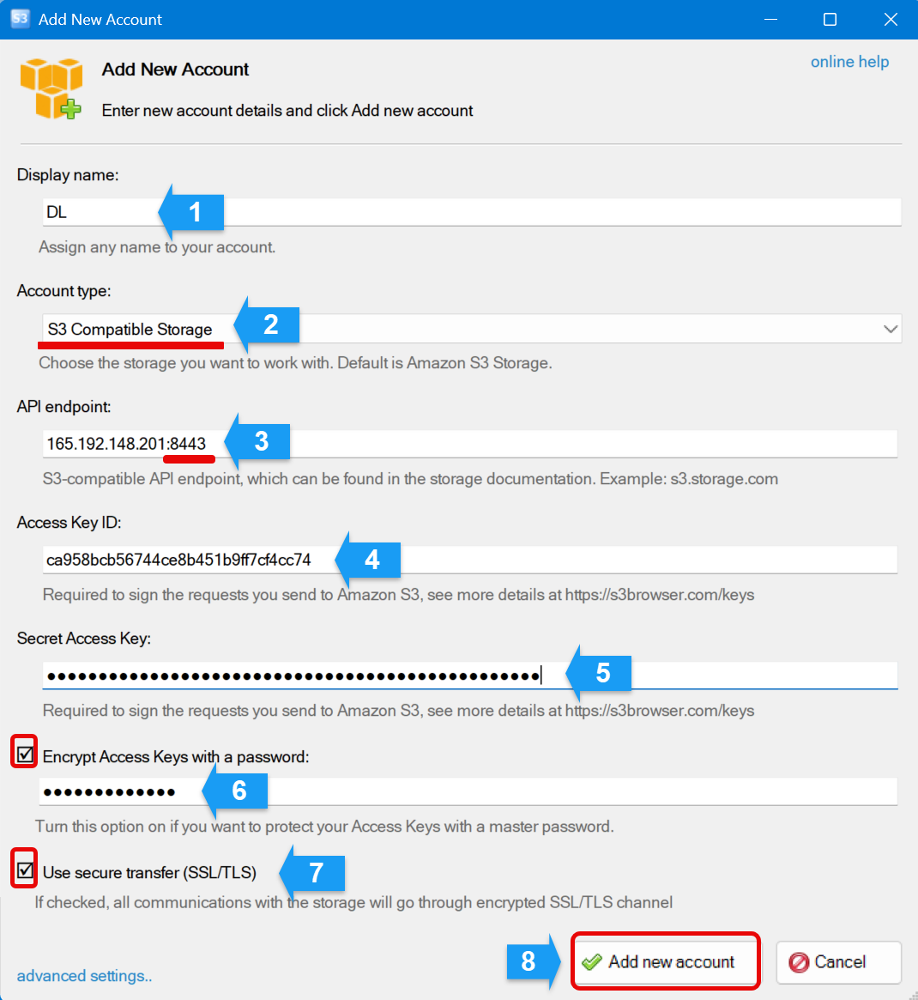 S3 Add New Account
Add New Account
online help
Enter new account details and click Add new account
Display name:
DL
1
Assign any name to your account.
Account type:
S3 Compatible Storage
2
Choose the storage you want to work with. Default is Amazon S3 Storage.
API endpoint:
165.192.148.201:8443
3
S3-compatible API endpoint, which can be found in the storage documentation. Example: s3.storage.com
Access Key ID:
ca958bcb56744ce8b451b9ff7cf4cc74
4
Required to sign the requests you send to Amazon S3, see more details at https://s3browser.com/keys
Secret Access Key:
5
Required to sign the requests you send to Amazon S3, see more details at https://s3browser.com/keys
Encrypt Access Keys with a password:
6
Turn this option on if you want to protect your Access Keys with a master password.
Use secure transfer (SSL/TLS)
7
If checked, all communications with the storage will go through encrypted SSL/TLS channel
8
Add new account
Cancel
advanced settings..